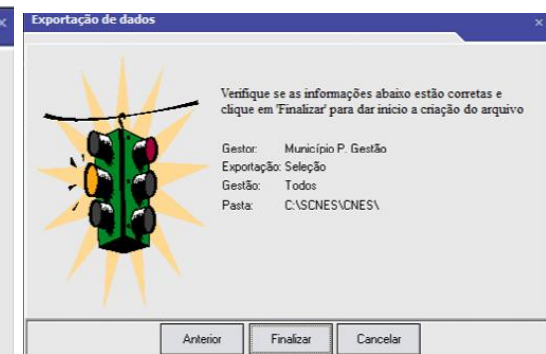 Exportação de dados
Verifique se as informações abaixo estão corretas e
clique em 'Finalizar' para dar inicio a criação do arquivo
Gestor: Município P. Gestão
Exportação: Seleção
Gestão: Todos
Pasta: C:\SCNES\CNES\
Anterior Finalizar Cancelar